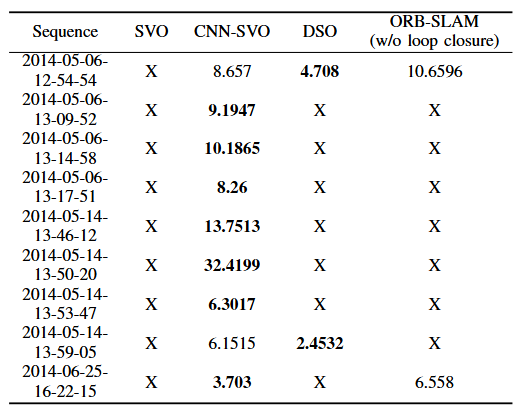 Sequence SVO CNN-SVO DSO ORB-SLAM
(w/o loop closure)
2014-05-06-
12-54-54 X 8.657 4.708 10.6596
2014-05-06-
13-09-52 X 9.1947 X X
2014-05-06-
13-14-58 X 10.1865 X X
2014-05-06-
13-17-51 X 8.26 X X
2014-05-14-
13-46-12 X 13.7513 X X
2014-05-14-
13-50-20 X 32.4199 X X
2014-05-14-
13-53-47 X 6.3017 X X
2014-05-14-
13-59-05 X 6.1515 2.4532 X
2014-06-25-
16-22-15 X 3.703 X 6.558